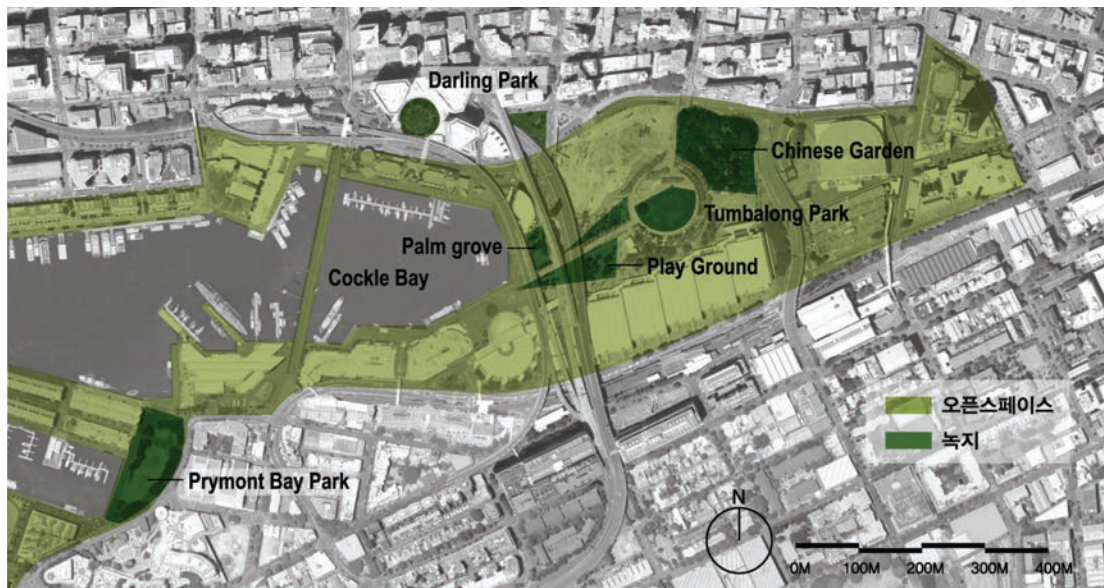 Darling Park
Chinese Garden
Tumbalong Park
Palm grove
Play Ground
Cockle Bay
오픈스페이스
녹지
Prymont Bay Park
N
0M 100M 200M 300M 400M